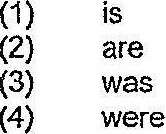 (1) is
(2) are
(3) was
(4) were